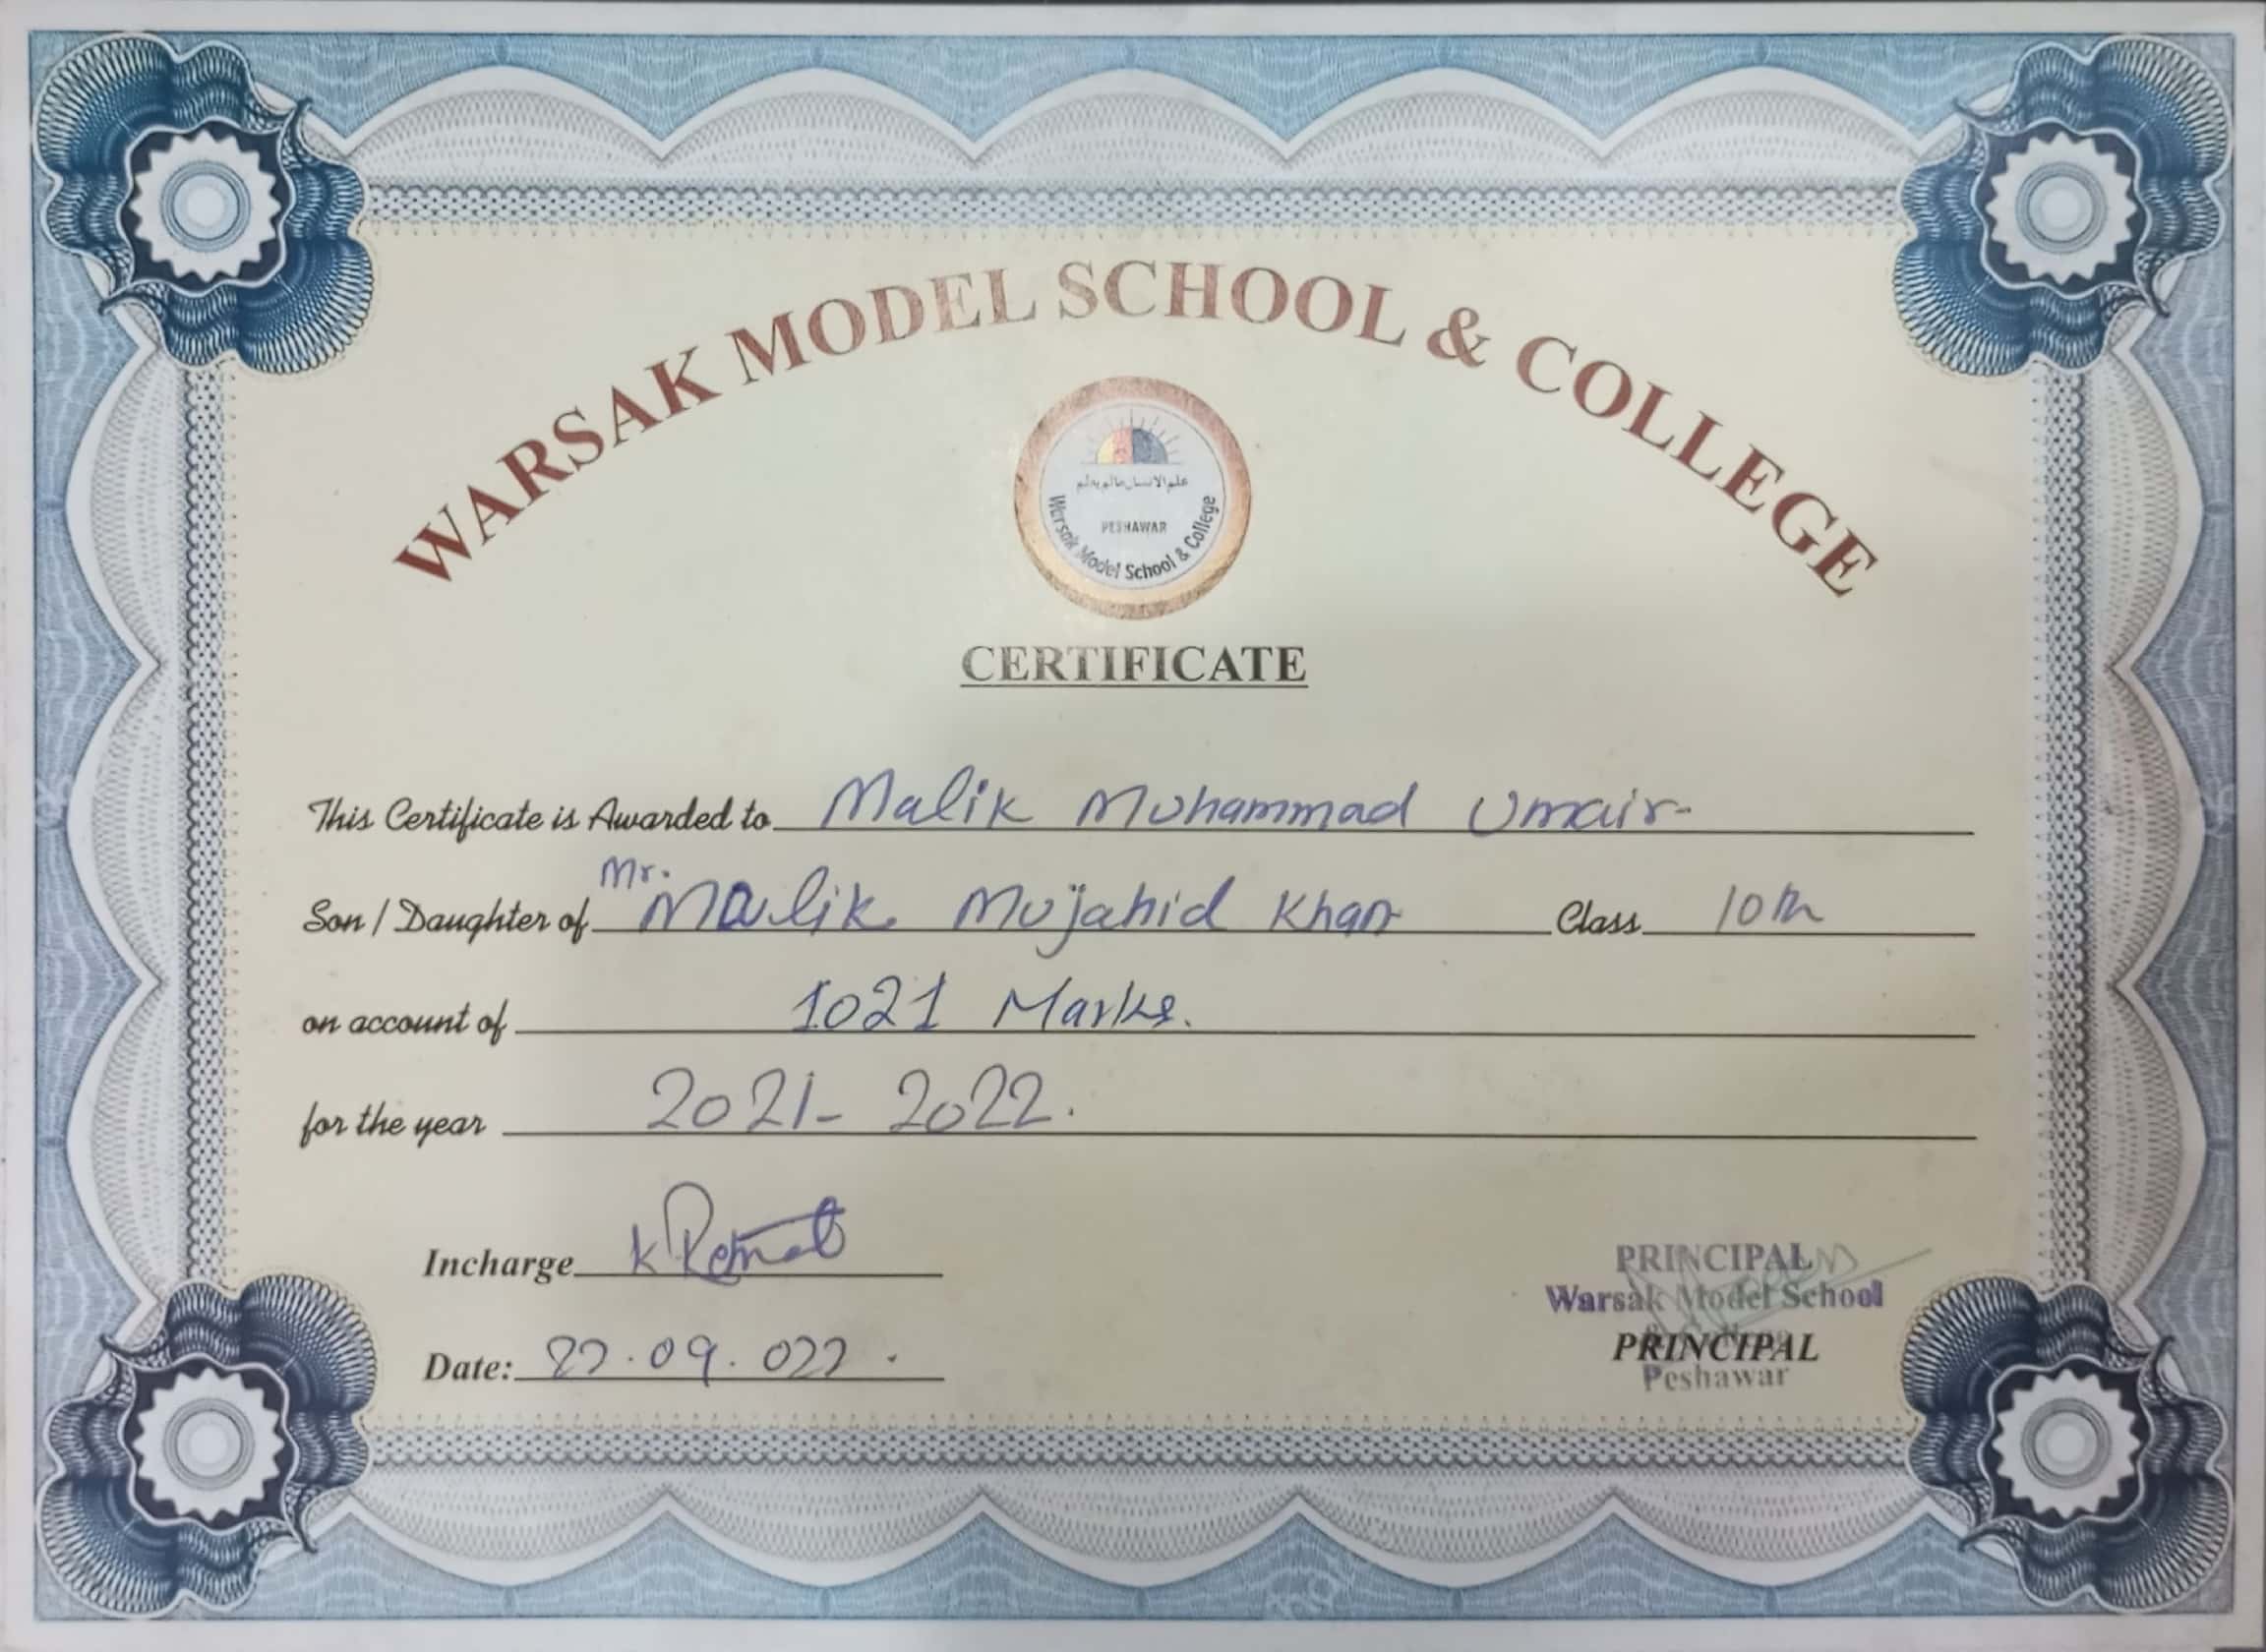 WARSAK MODEL SCHOOL & COLLEGE
علم الانسان مالم يعلم
PESHAWAR
Warsak Model School & College
CERTIFICATE
This Certificate is Awarded to Malik Muhammad Umair
Mr.
Son / Daughter of Malik Mujahid Khan Class 10th
on account of 1021 Marks.
for the year 2021- 2022.
Incharge
PRINCIPAL
Warsak Model School
Date: 22.09.022.
PRINCIPAL
Peshawar